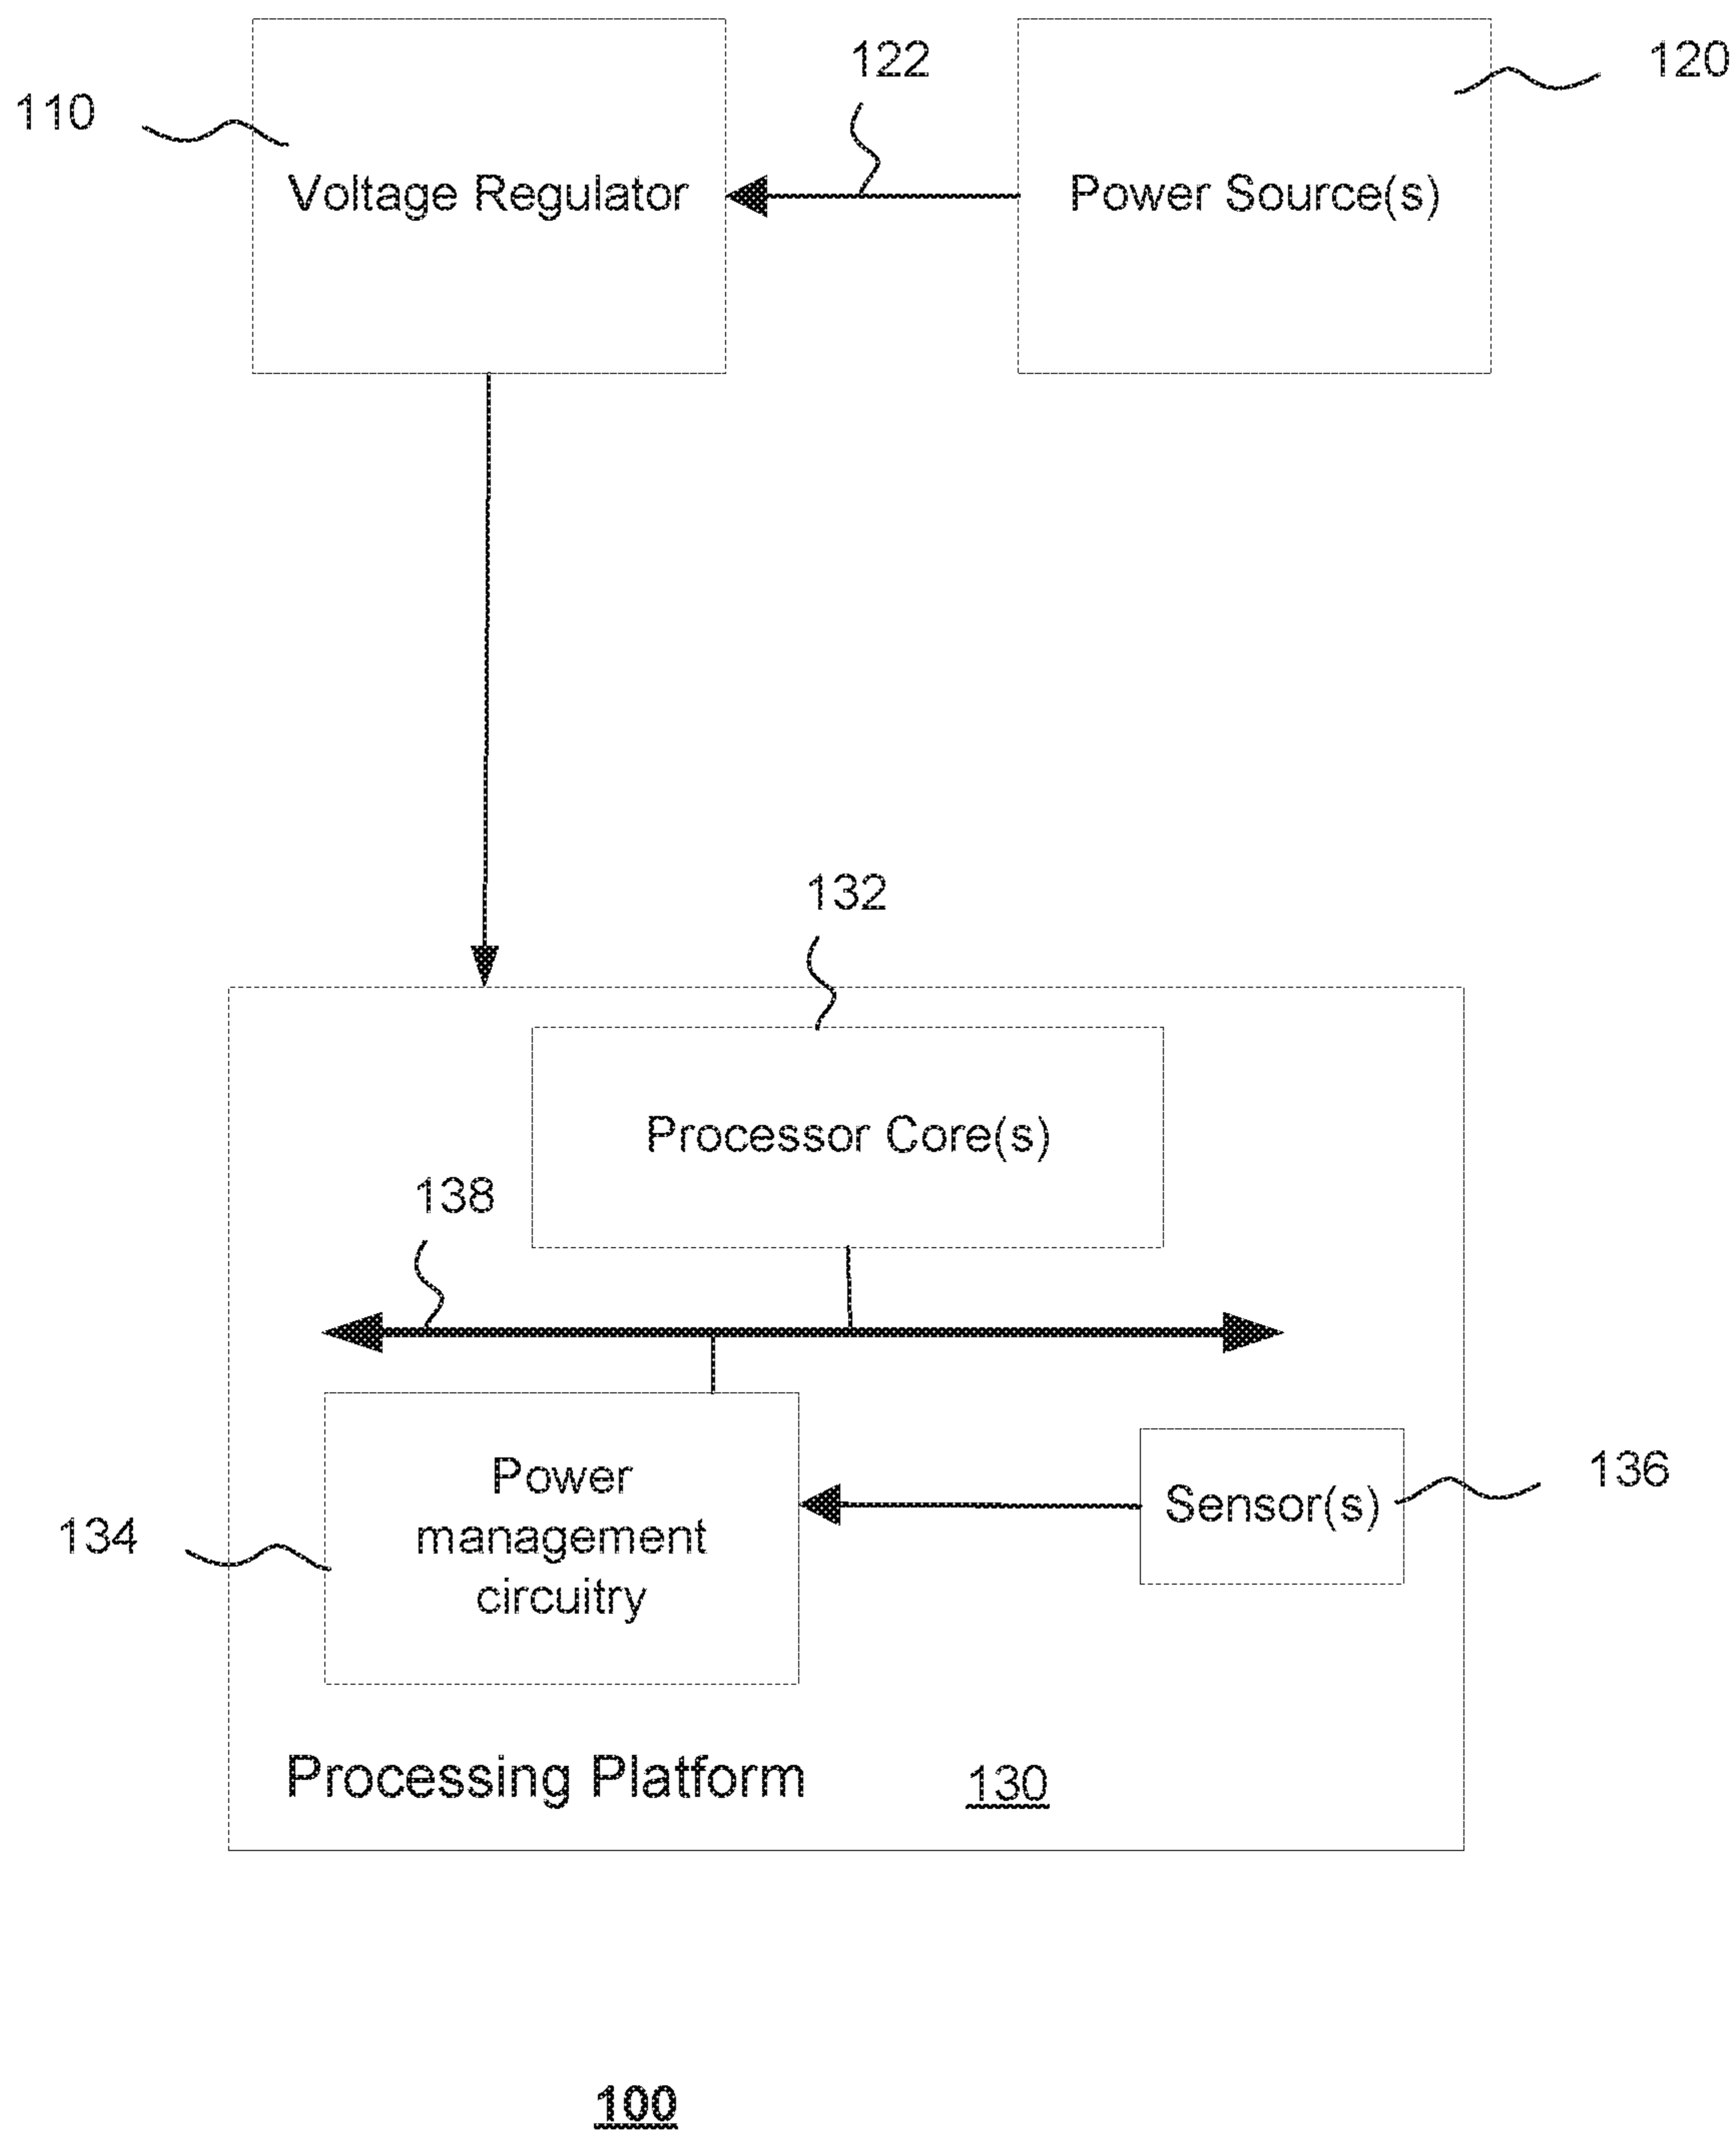 122
120
110
Voltage Regulator
Power Source(s)
132
Processor Core(s)
138
Power
management
circuitry
Sensor(s)
136
134
Processing Platform
130
100